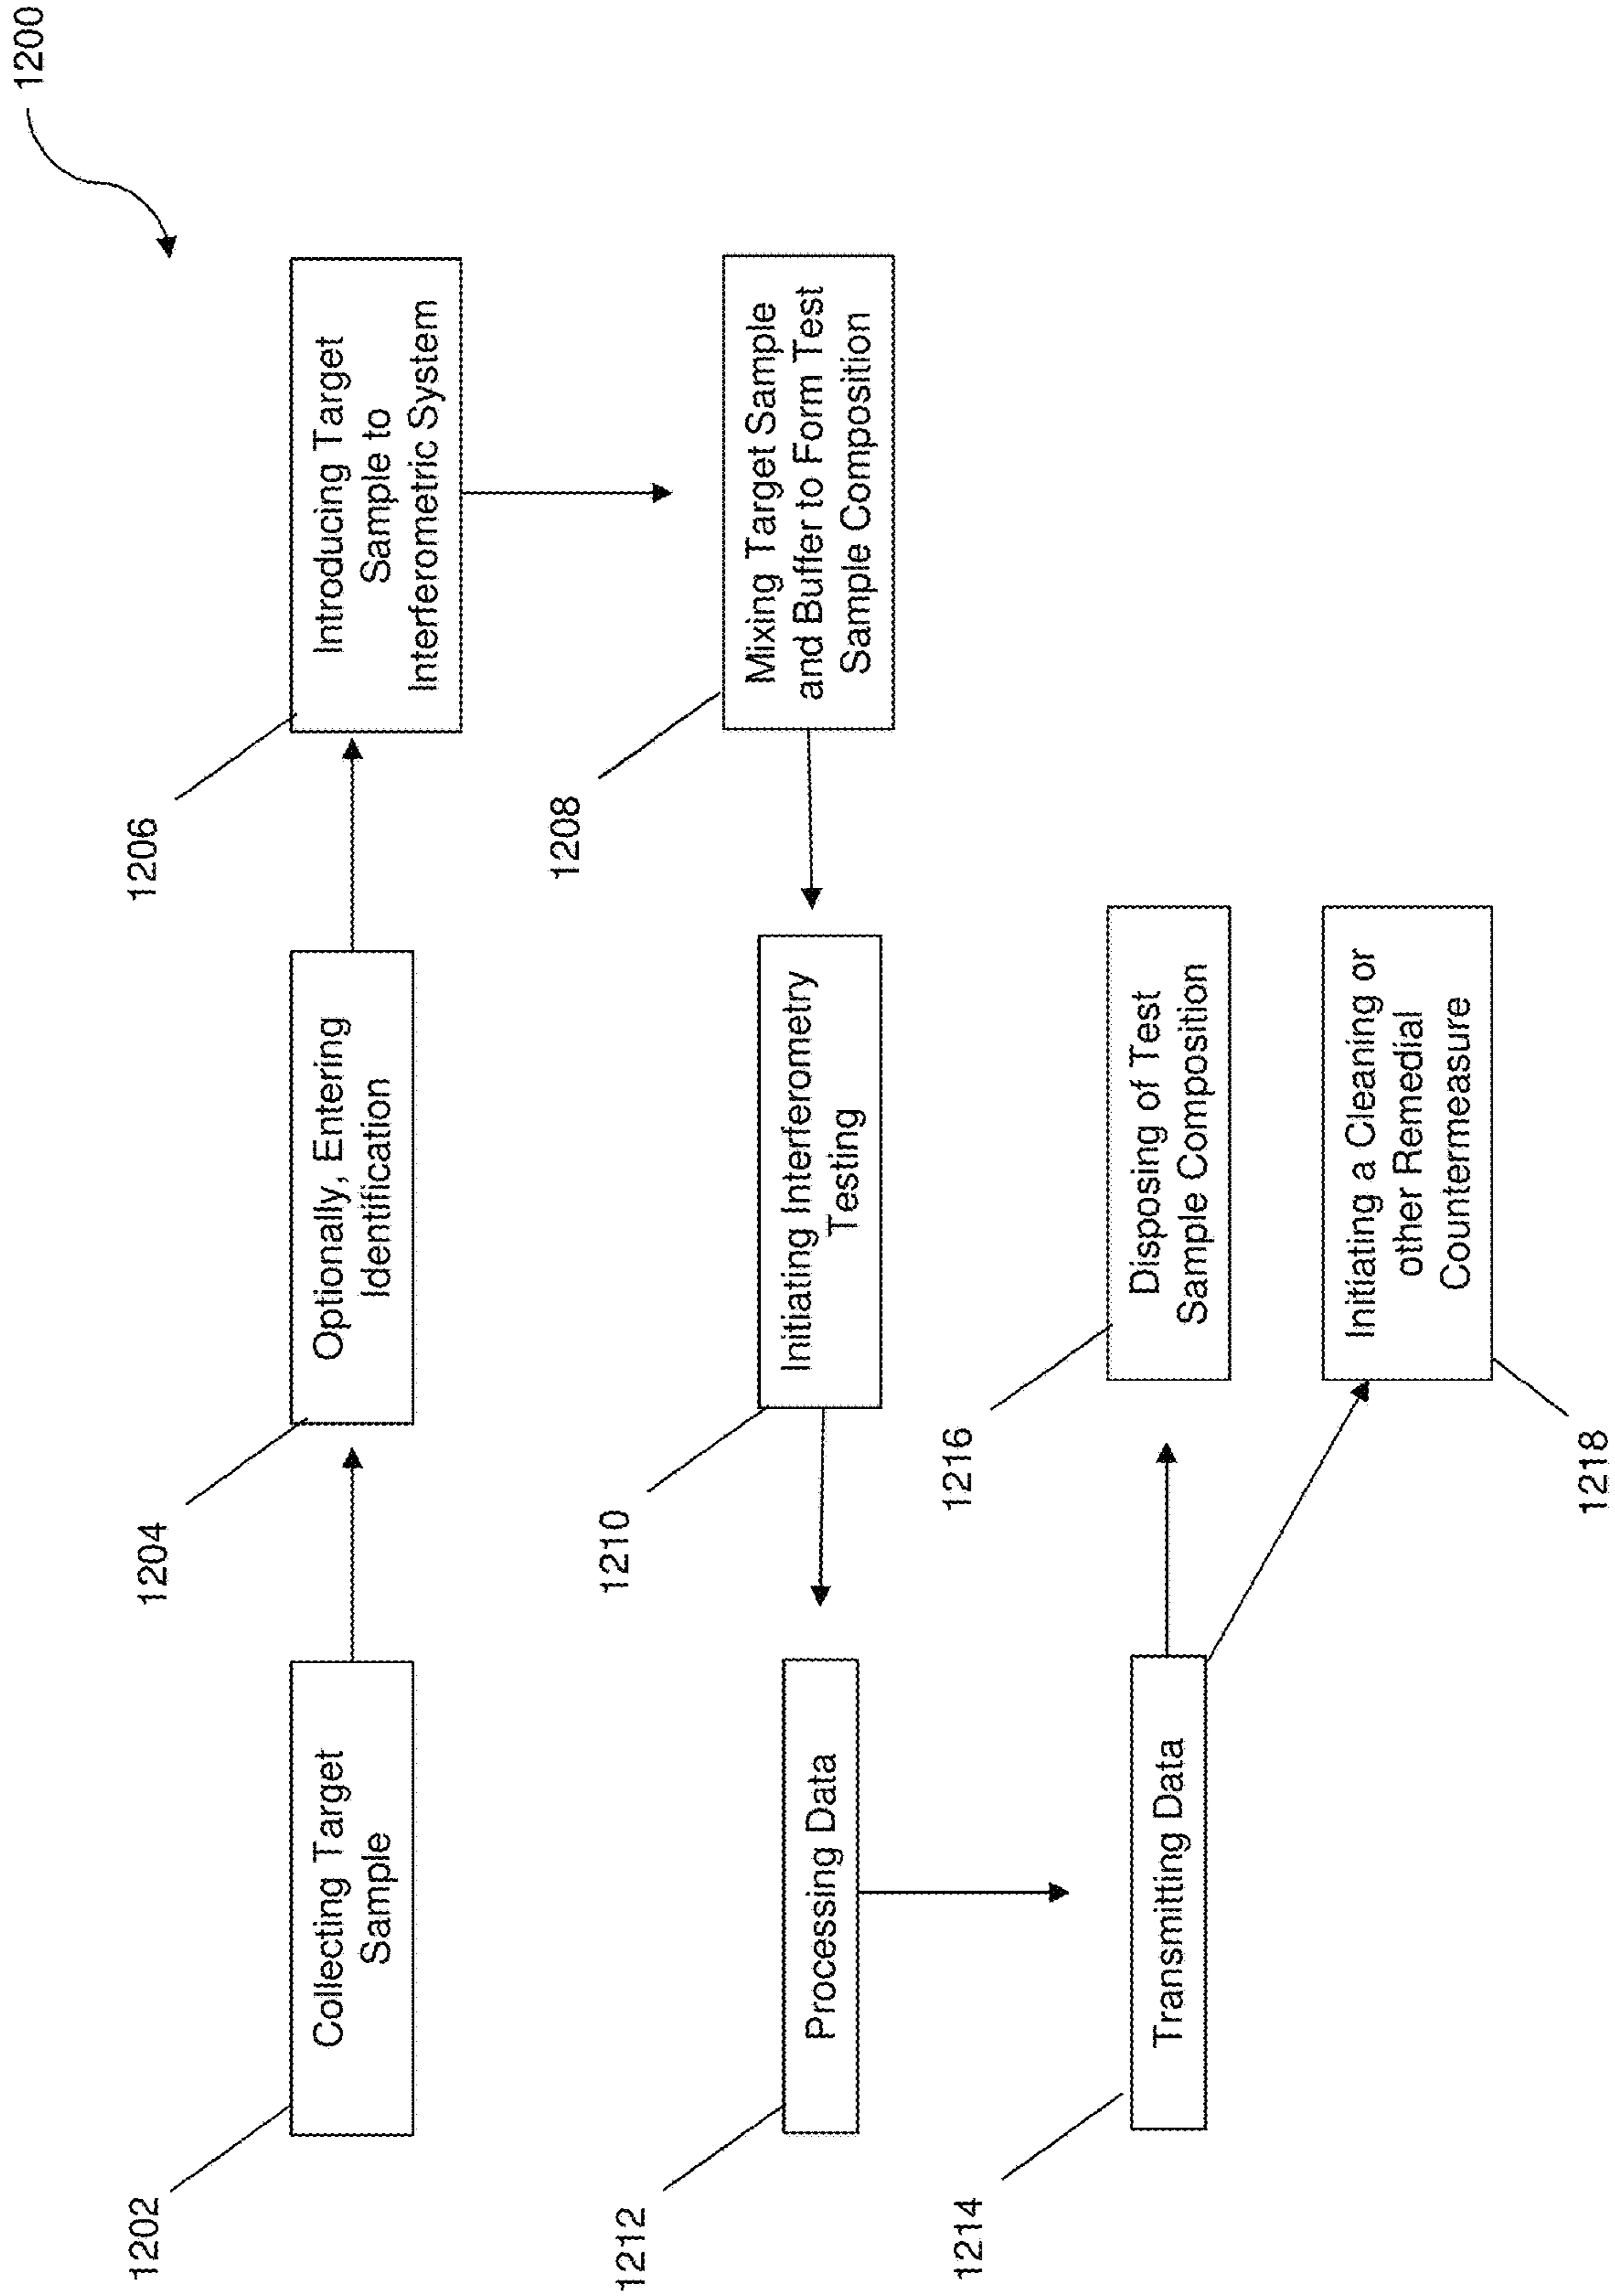 1200
1202
Collecting Target
Sample
1204
Optionally, Entering
Identification
1206
Introducing Target
Sample to
Interferometric System
1208
Mixing Target Sample
and Buffer to Form Test
Sample Composition
1210
Initiating Interferometry
Testing
1212
Processing Data
1214
Transmitting Data
1216
Disposing of Test
Sample Composition
1218
Initiating a Cleaning or
other Remedial
Countermeasure